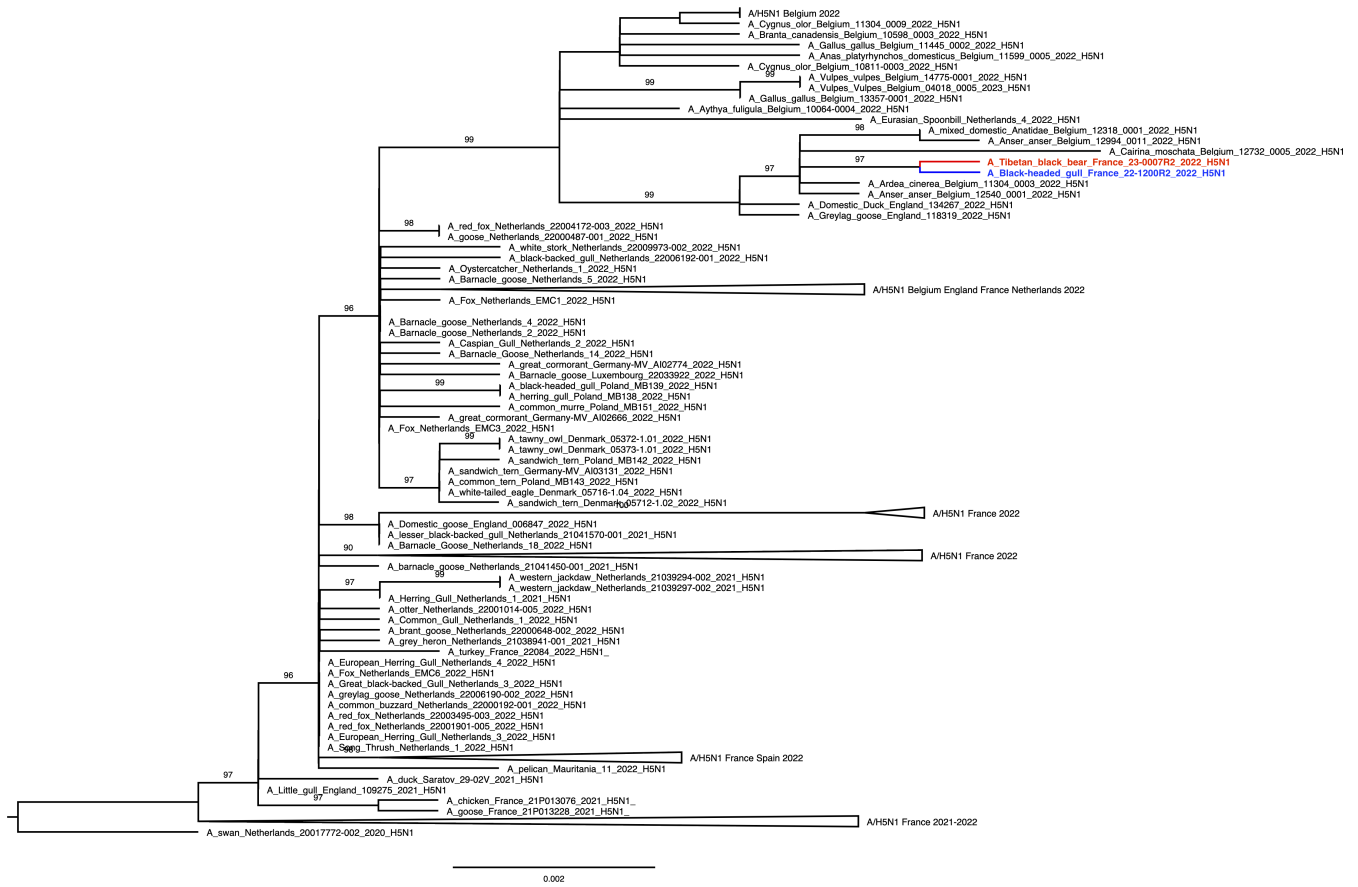 A/H5N1 Belgium 2022
A_Cygnus_olor_Belgium_11304_0009_2022_H5N1
A_Branta_canadensis_Belgium_10598_0003_2022_H5N1
A_Gallus_gallus_Belgium_11445_0002_2022_H5N1
A_Anas_platyrhynchos_domesticus_Belgium_11599_0005_2022_H5N1
A_Cygnus_olor_Belgium_10811-0003_2022_H5N1
99
A_Vulpes_vulpes_Belgium_14775-0001_2022_H5N1
99
A_Vulpes_Vulpes_Belgium_04018_0005_2023_H5N1
A_Gallus_gallus_Belgium_13357-0001_2022_H5N1
A_Aythya_fuligula_Belgium_10064-0004_2022_H5N1
A_Eurasian_Spoonbill_Netherlands_4_2022_H5N1
98
A_mixed_domestic_Anatidae_Belgium_12318_0001_2022_H5N1
99
A_Anser_anser_Belgium_12994_0011_2022_H5N1
A_Cairina_moschata_Belgium_12732_0005_2022_H5N1
97
A_Tibetan_black_bear_France_23-0007R2_2022_H5N1
97
A_Black-headed_gull_France_22-1200R2_2022_H5N1
A_Ardea_cinerea_Belgium_11304_0003_2022_H5N1
99
A_Anser_anser_Belgium_12540_0001_2022_H5N1
A_Domestic_Duck_England_134267_2022_H5N1
A_Greylag_goose_England_118319_2022_H5N1
98
A_red_fox_Netherlands_22004172-003_2022_H5N1
A_goose_Netherlands_22000487-001_2022_H5N1
A_white_stork_Netherlands_22009973-002_2022_H5N1
A_black-backed_gull_Netherlands_22006192-001_2022_H5N1
A_Oystercatcher_Netherlands_1_2022_H5N1
A_Barnacle_goose_Netherlands_5_2022_H5N1
A/H5N1 Belgium England France Netherlands 2022
A_Fox_Netherlands_EMC1_2022_H5N1
96
A_Barnacle_goose_Netherlands_4_2022_H5N1
A_Barnacle_goose_Netherlands_2_2022_H5N1
A_Caspian_Gull_Netherlands_2_2022_H5N1
A_Barnacle_Goose_Netherlands_14_2022_H5N1
A_great_cormorant_Germany-MV_AI02774_2022_H5N1
A_Barnacle_goose_Luxembourg_22033922_2022_H5N1
99
A_black-headed_gull_Poland_MB139_2022_H5N1
A_herring_gull_Poland_MB138_2022_H5N1
A_common_murre_Poland_MB151_2022_H5N1
A_great_cormorant_Germany-MV_AI02666_2022_H5N1
A_Fox_Netherlands_EMC3_2022_H5N1
99
A_tawny_owl_Denmark_05372-1.01_2022_H5N1
A_tawny_owl_Denmark_05373-1.01_2022_H5N1
A_sandwich_tern_Poland_MB142_2022_H5N1
A_sandwich_tern_Germany-MV_AI03131_2022_H5N1
97
A_common_tern_Poland_MB143_2022_H5N1
A_white-tailed_eagle_Denmark_05716-1.04_2022_H5N1
A_sandwich_tern_Denmark_05712-1.02_2022_H5N1
100
A/H5N1 France 2022
98
A_Domestic_goose_England_006847_2022_H5N1
A_lesser_black-backed_gull_Netherlands_21041570-001_2021_H5N1
A_Barnacle_Goose_Netherlands_18_2022_H5N1
90
A/H5N1 France 2022
A_barnacle_goose_Netherlands_21041450-001_2021_H5N1
99
A_western_jackdaw_Netherlands_21039294-002_2021_H5N1
97
A_western_jackdaw_Netherlands_21039297-002_2021_H5N1
A_Herring_Gull_Netherlands_1_2021_H5N1
A_otter_Netherlands_22001014-005_2022_H5N1
A_Common_Gull_Netherlands_1_2022_H5N1
A_brant_goose_Netherlands_22000648-002_2022_H5N1
A_grey_heron_Netherlands_21038941-001_2021_H5N1
A_turkey_France_22084_2022_H5N1_
A_European_Herring_Gull_Netherlands_4_2022_H5N1
A_Fox_Netherlands_EMC6_2022_H5N1
96
A_Great_black-backed_Gull_Netherlands_3_2022_H5N1
A_greylag_goose_Netherlands_22006190-002_2022_H5N1
A_common_buzzard_Netherlands_22000192-001_2022_H5N1
A_red_fox_Netherlands_22003495-003_2022_H5N1
A_red_fox_Netherlands_22001901-005_2022_H5N1
A_European_Herring_Gull_Netherlands_3_2022_H5N1
A_Song_Thrush_Netherlands_1_2022_H5N1
A/H5N1 France Spain 2022
A_pelican_Mauritania_11_2022_H5N1
97
A_duck_Saratov_29-02V_2021_H5N1
A_Little_gull_England_109275_2021_H5N1
97
A_chicken_France_21P013076_2021_H5N1_
A_goose_France_21P013228_2021_H5N1_
A/H5N1 France 2021-2022
A_swan_Netherlands_20017772-002_2020_H5N1
0.002